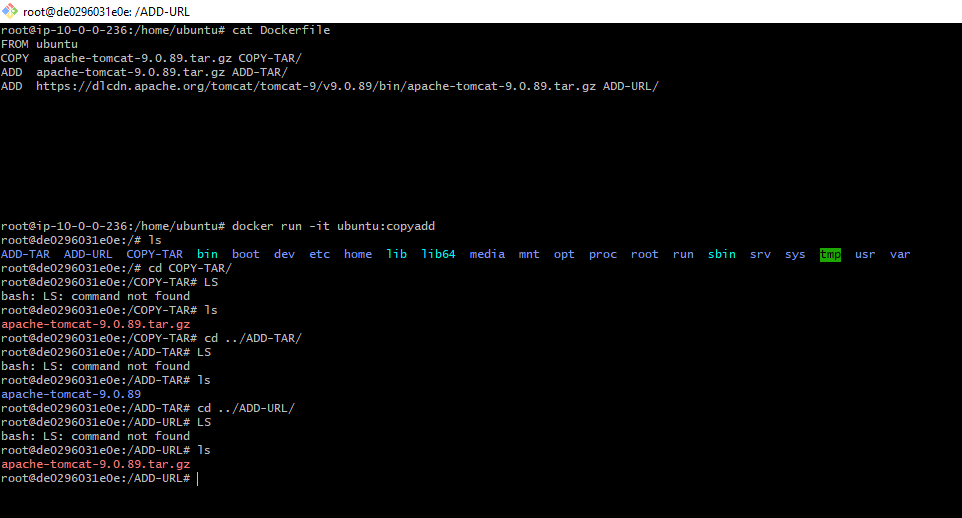 root@de0296031e0e: /ADD-URL
root@ip-10-0-0-236:/home/ubuntu# cat Dockerfile
FROM ubuntu
COPY  apache-tomcat-9.0.89.tar.gz COPY-TAR/
ADD  apache-tomcat-9.0.89.tar.gz ADD-TAR/
ADD  https://dlcdn.apache.org/tomcat/tomcat-9/v9.0.89/bin/apache-tomcat-9.0.89.tar.gz ADD-URL/
root@ip-10-0-0-236:/home/ubuntu# docker run -it ubuntu:copyadd
root@de0296031e0e:/# ls
ADD-TAR  ADD-URL  COPY-TAR  bin  boot  dev  etc  home  lib  lib64  media  mnt  opt  proc  root  run  sbin  srv  sys  tmp  usr  var
root@de0296031e0e:/# cd COPY-TAR/
root@de0296031e0e:/COPY-TAR# LS
bash: LS: command not found
root@de0296031e0e:/COPY-TAR# ls
apache-tomcat-9.0.89.tar.gz
root@de0296031e0e:/COPY-TAR# cd ../ADD-TAR/
root@de0296031e0e:/ADD-TAR# LS
bash: LS: command not found
root@de0296031e0e:/ADD-TAR# ls
apache-tomcat-9.0.89
root@de0296031e0e:/ADD-TAR# cd ../ADD-URL/
root@de0296031e0e:/ADD-URL# LS
bash: LS: command not found
root@de0296031e0e:/ADD-URL# ls
apache-tomcat-9.0.89.tar.gz
root@de0296031e0e:/ADD-URL#